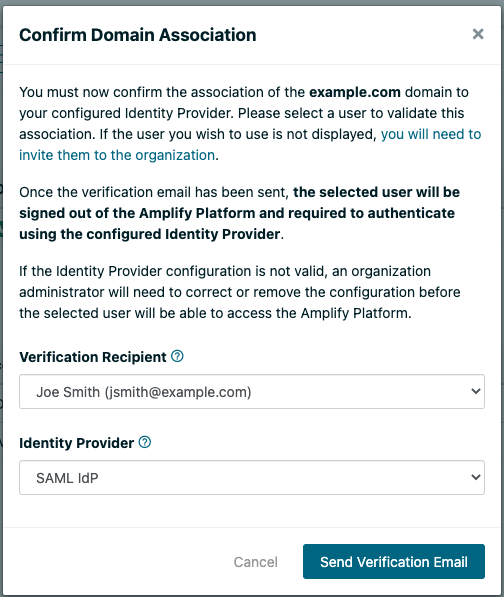 Confirm Domain Association
×
You must now confirm the association of the example.com domain to
your configured Identity Provider. Please select a user to validate this
association. If the user you wish to use is not displayed, you will need to
invite them to the organization.
Once the verification email has been sent, the selected user will be
signed out of the Amplify Platform and required to authenticate
using the configured Identity Provider.
If the Identity Provider configuration is not valid, an organization
administrator will need to correct or remove the configuration before
the selected user will be able to access the Amplify Platform.
Verification Recipient ?
Joe Smith (jsmith@example.com)
Identity Provider ?
SAML IdP
Cancel Send Verification Email